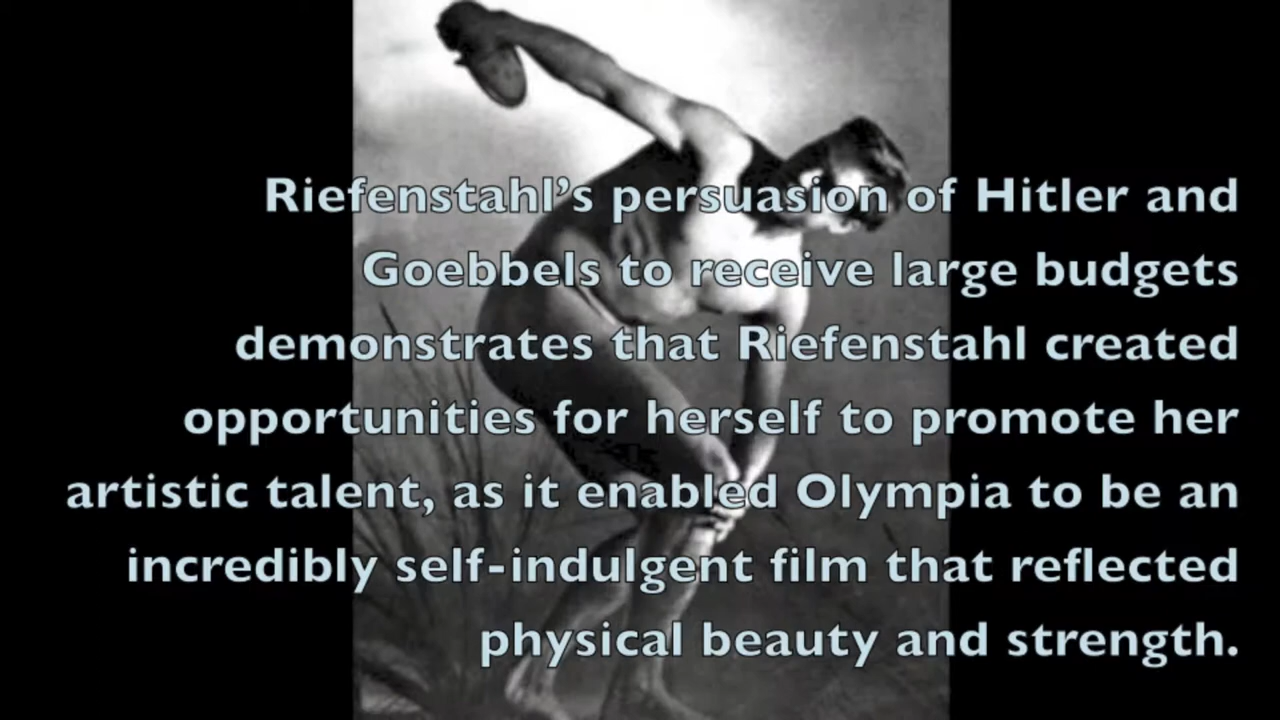 Riefenstahl’s persuasion of Hitler and
Goebbels to receive large budgets
demonstrates that Riefenstahl created
opportunities for herself to promote her
artistic talent, as it enabled Olympia to be an
incredibly self-indulgent film that reflected
physical beauty and strength.